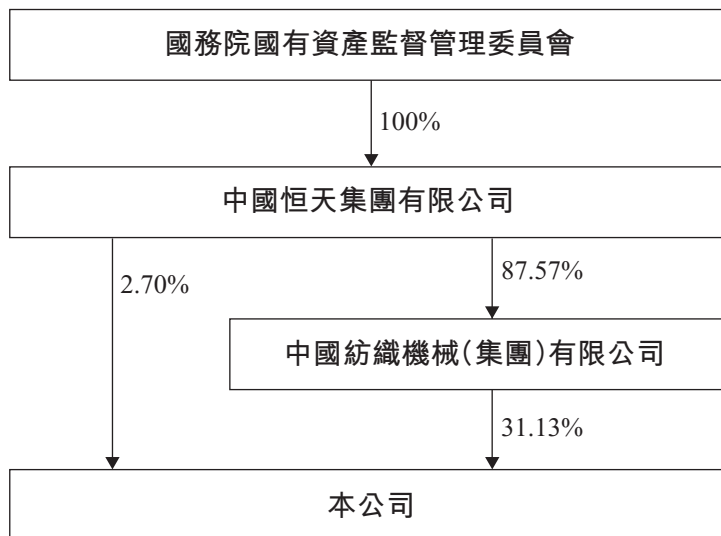 國務院國有資產監督管理委員會
100%
中國恒天集團有限公司
2.70%
87.57%
中國紡織機械(集團)有限公司
31.13%
本公司